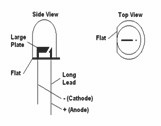 Side View
Top View
Large
Plate
Flat
Flat
Long
Lead
- (Cathode)
+ (Anode)